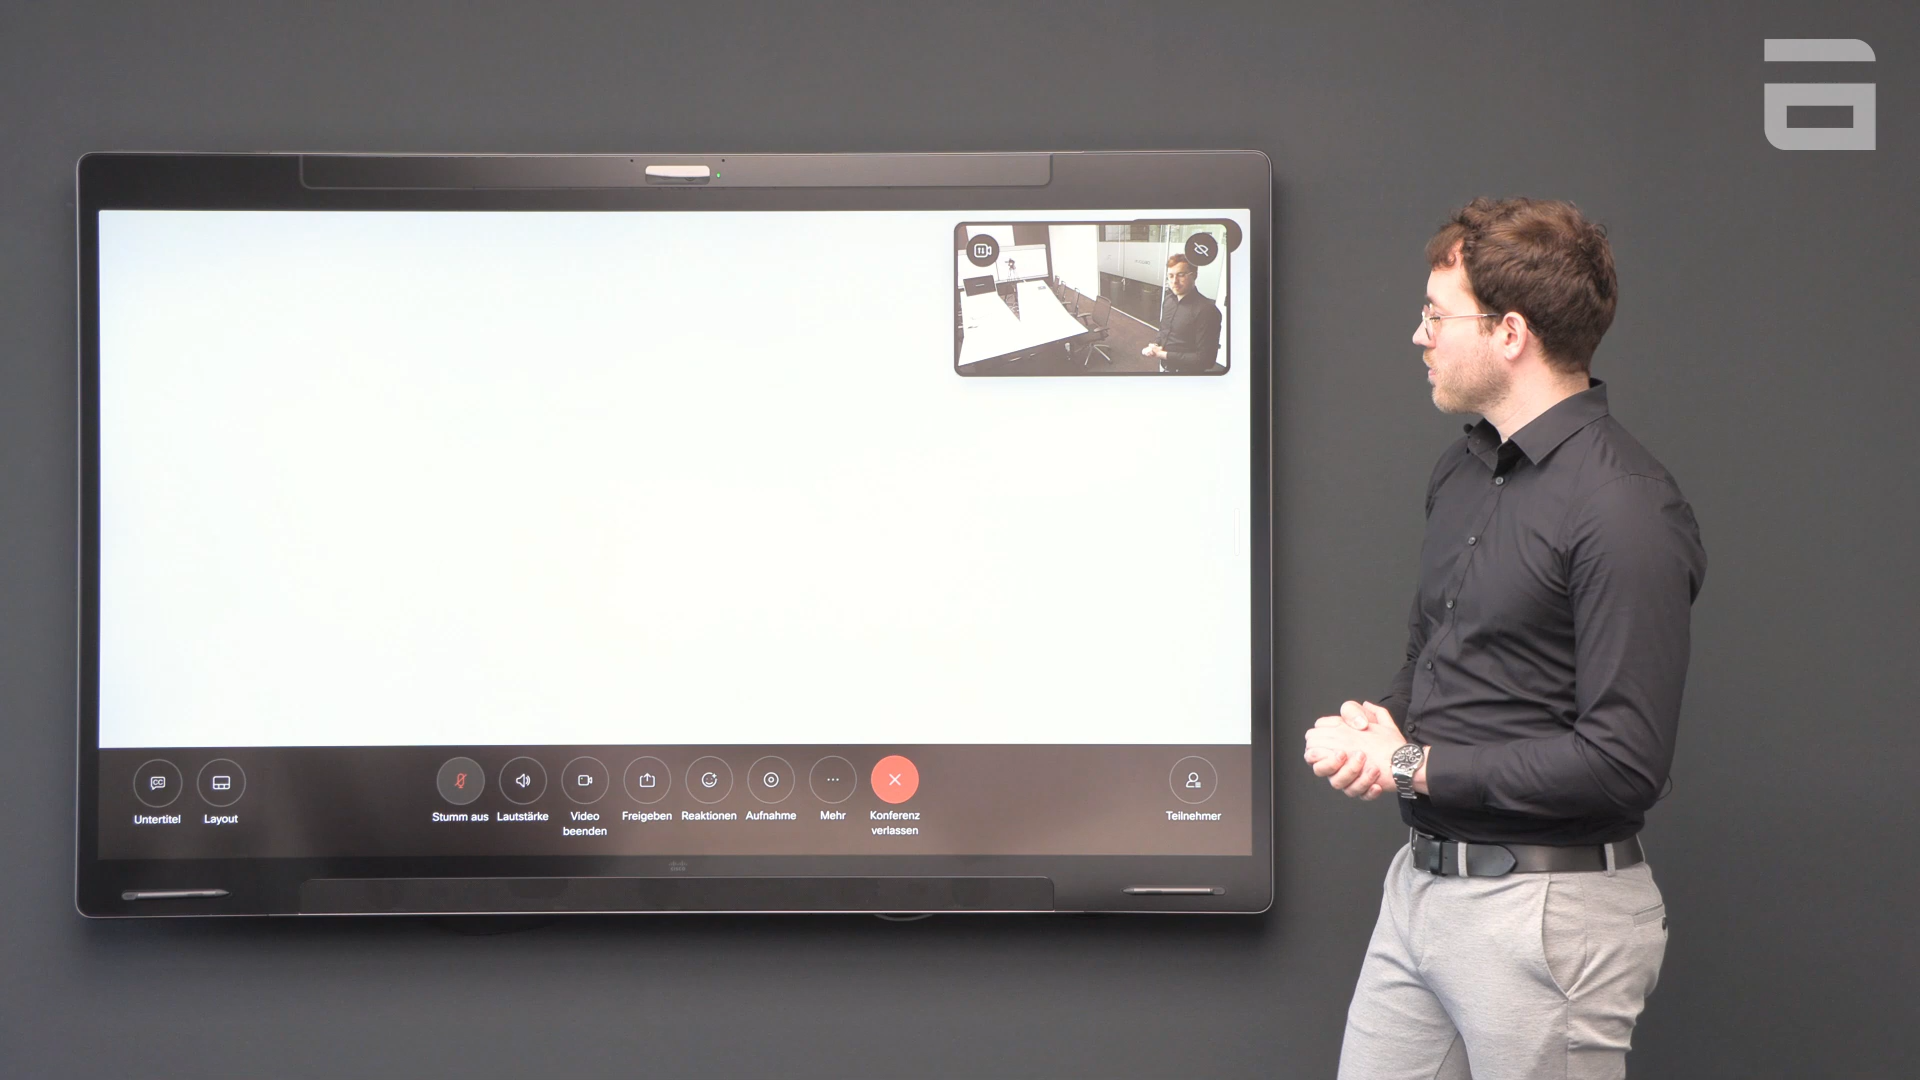 Untertitel
Layout
Stumm aus
Lautstärke
Video
beenden
Freigeben
Reaktionen
Aufnahme
Mehr
Konferenz
verlassen
Teilnehmer